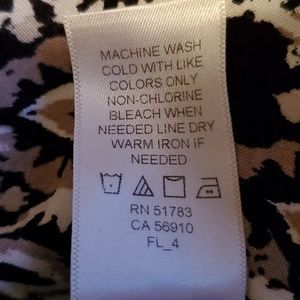 MACHINE WASH
COLD WITH LIKE
COLORS ONLY
NON-CHLORINE
BLEACH WHEN
NEEDED LINE DRY
WARM IRON IF
NEEDED
RN 51783
CA 56910
FL_4